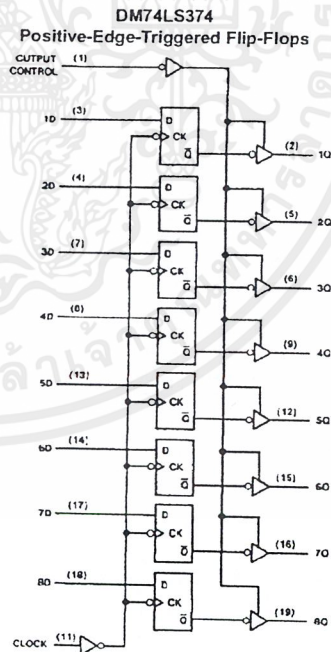 DM74LS374
Positive-Edge-Triggered Flip-Flops
CUTPUT CONTROL (1)
1D (3) D CK Q̅ (2) 1Q
2D (4) D CK Q̅ (5) 2Q
3D (7) D CK Q̅ (6) 3Q
4D (8) D CK Q̅ (9) 4Q
5D (13) D CK Q̅ (12) 5Q
6D (14) D CK Q̅ (15) 6Q
7D (17) D CK Q̅ (16) 7Q
8D (18) D CK Q̅ (19) 8Q
CLOCK (11)